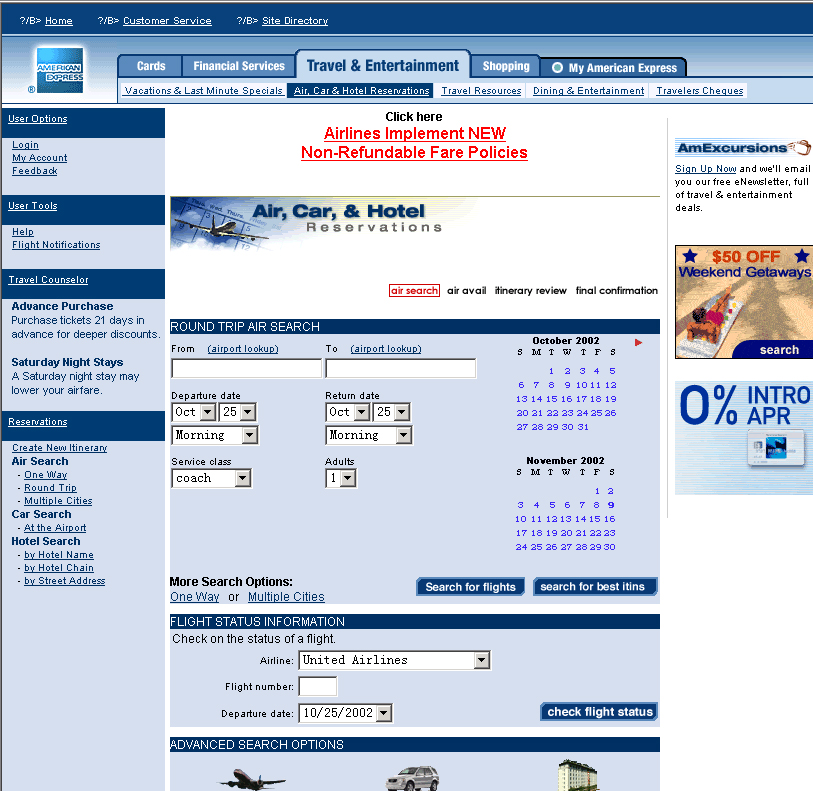 ?/B> Home ?/B> Customer Service ?/B> Site Directory
AMERICAN EXPRESS
®
Cards Financial Services Travel & Entertainment Shopping My American Express
Vacations & Last Minute Specials Air, Car & Hotel Reservations Travel Resources Dining & Entertainment Travelers Cheques
User Options
Login
My Account
Feedback
User Tools
Help
Flight Notifications
Travel Counselor
Advance Purchase
Purchase tickets 21 days in
advance for deeper discounts.
Saturday Night Stays
A Saturday night stay may
lower your airfare.
Reservations
Create New Itinerary
Air Search
- One Way
- Round Trip
- Multiple Cities
Car Search
- At the Airport
Hotel Search
- by Hotel Name
- by Hotel Chain
- by Street Address
Click here
Airlines Implement NEW
Non-Refundable Fare Policies
Air, Car, & Hotel
Reservations
air search air avail itinerary review final confirmation
ROUND TRIP AIR SEARCH
From (airport lookup) To (airport lookup)
Departure date Return date
Oct 25 Oct 25
Morning Morning
Service class Adults
coach 1
October 2002
S M T W T F S
1 2 3 4 5
6 7 8 9 10 11 12
13 14 15 16 17 18 19
20 21 22 23 24 25 26
27 28 29 30 31
November 2002
S M T W T F S
1 2
3 4 5 6 7 8 9
10 11 12 13 14 15 16
17 18 19 20 21 22 23
24 25 26 27 28 29 30
More Search Options:
One Way or Multiple Cities
Search for flights search for best itins
FLIGHT STATUS INFORMATION
Check on the status of a flight.
Airline: United Airlines
Flight number:
Departure date: 10/25/2002
check flight status
ADVANCED SEARCH OPTIONS
AmExcursions
Sign Up Now and we'll email
you our free eNewsletter, full
of travel & entertainment
deals.
$50 OFF
Weekend Getaways
search
0% INTRO
APR